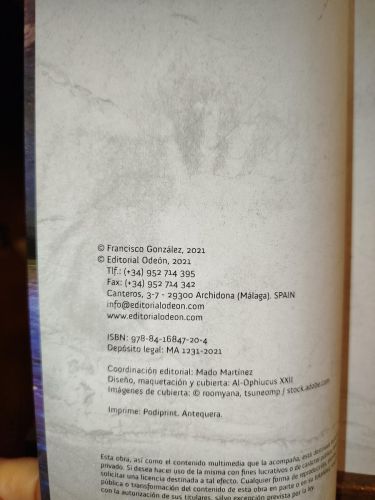 © Francisco González, 2021
© Editorial Odeón, 2021
Tlf.: (+34) 952 714 395
Fax: (+34) 952 714 342
Canteros, 3-7 - 29300 Archidona (Málaga). SPAIN
info@editorialodeon.com
www.editorialodeon.com
ISBN: 978-84-16847-20-4
Depósito legal: MA 1231-2021
Coordinación editorial: Mado Martínez
Diseño, maquetación y cubierta: Al-Ophiucus XXII
Imágenes de cubierta: © roomyana, tsuneomp / stock.adobe.com
Imprime: Podiprint. Antequera.
Esta obra, así como el contenido multimedia que la acompaña, está destinada
privado. Si desea hacer uso de la misma con fines lucrativos o de carácter público
solicitar una licencia destinada a tal efecto. Cualquier forma de reproducción,
pública o transformación del contenido de esta obra en parte o en su totalidad
con la autorización de sus titulares, salvo excepción prevista por la ley